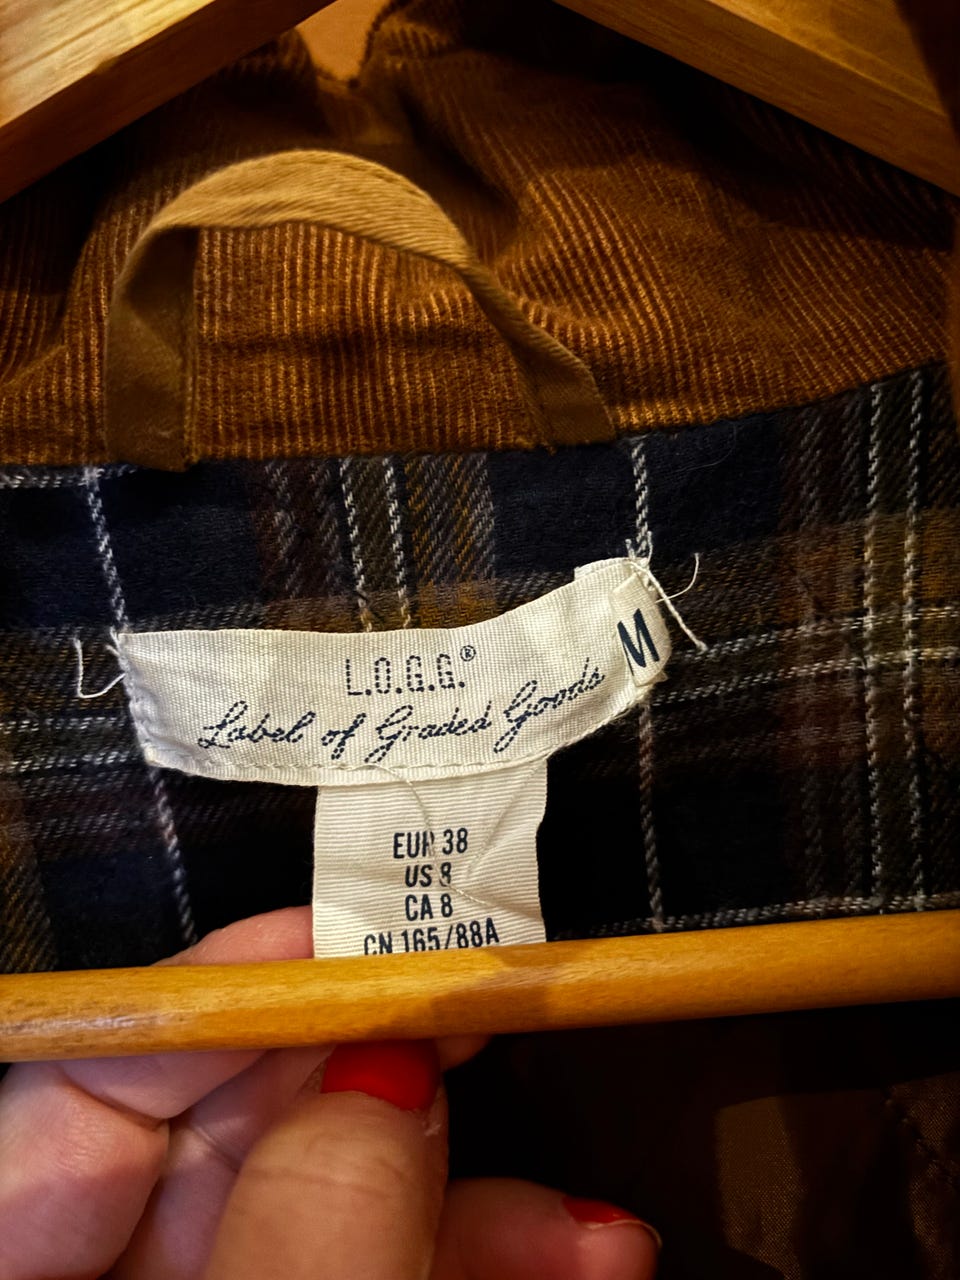 L.O.G.G.®
Label of Graded Goods
M
EUR 38
US 8
CA 8
CN 165/88A